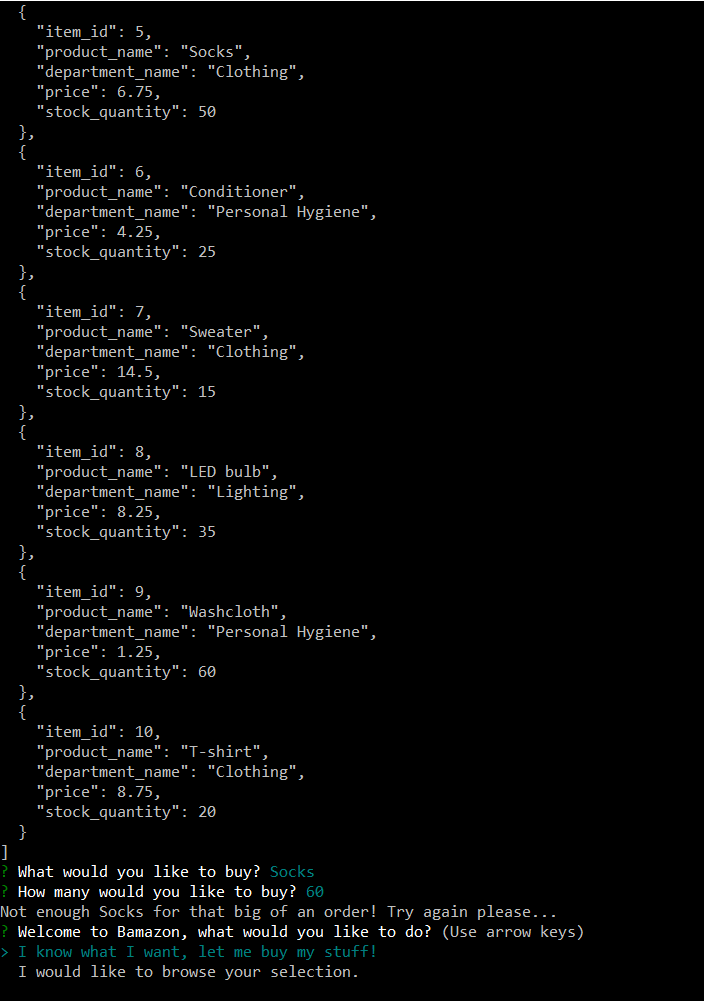 {
"item_id": 5,
"product_name": "Socks",
"department_name": "Clothing",
"price": 6.75,
"stock_quantity": 50
},
{
"item_id": 6,
"product_name": "Conditioner",
"department_name": "Personal Hygiene",
"price": 4.25,
"stock_quantity": 25
},
{
"item_id": 7,
"product_name": "Sweater",
"department_name": "Clothing",
"price": 14.5,
"stock_quantity": 15
},
{
"item_id": 8,
"product_name": "LED bulb",
"department_name": "Lighting",
"price": 8.25,
"stock_quantity": 35
},
{
"item_id": 9,
"product_name": "Washcloth",
"department_name": "Personal Hygiene",
"price": 1.25,
"stock_quantity": 60
},
{
"item_id": 10,
"product_name": "T-shirt",
"department_name": "Clothing",
"price": 8.75,
"stock_quantity": 20
}
]
? What would you like to buy? Socks
? How many would you like to buy? 60
Not enough Socks for that big of an order! Try again please...
? Welcome to Bamazon, what would you like to do? (Use arrow keys)
> I know what I want, let me buy my stuff!
I would like to browse your selection.